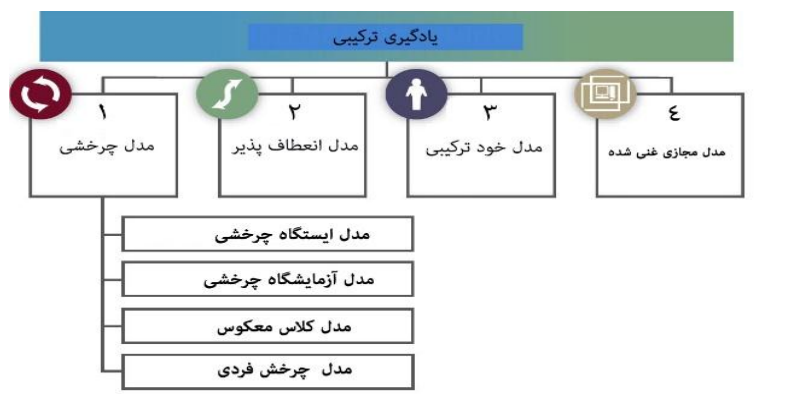 یادگیری ترکیبی
۱
مدل چرخشی
۲
مدل انعطاف پذیر
۳
مدل خود ترکیبی
٤
مدل مجازی غنی شده
مدل ایستگاه چرخشی
مدل آزمایشگاه چرخشی
مدل کلاس معکوس
مدل چرخش فردی